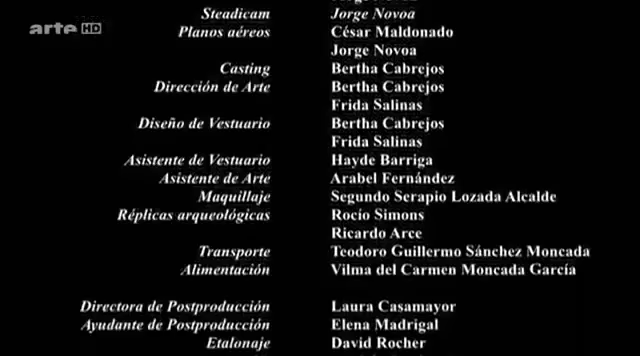 Steadicam Jorge Novoa
arte HD
Planos aéreos César Maldonado
Jorge Novoa
Casting Bertha Cabrejos
Dirección de Arte Bertha Cabrejos
Frida Salinas
Diseño de Vestuario Bertha Cabrejos
Frida Salinas
Asistente de Vestuario Hayde Barriga
Asistente de Arte Arabel Fernández
Maquillaje Segundo Serapio Lozada Alcalde
Réplicas arqueológicas Rocío Simons
Ricardo Arce
Transporte Teodoro Guillermo Sánchez Moncada
Alimentación Vilma del Carmen Moncada García
Directora de Postproducción Laura Casamayor
Ayudante de Postproducción Elena Madrigal
Etalonaje David Rocher